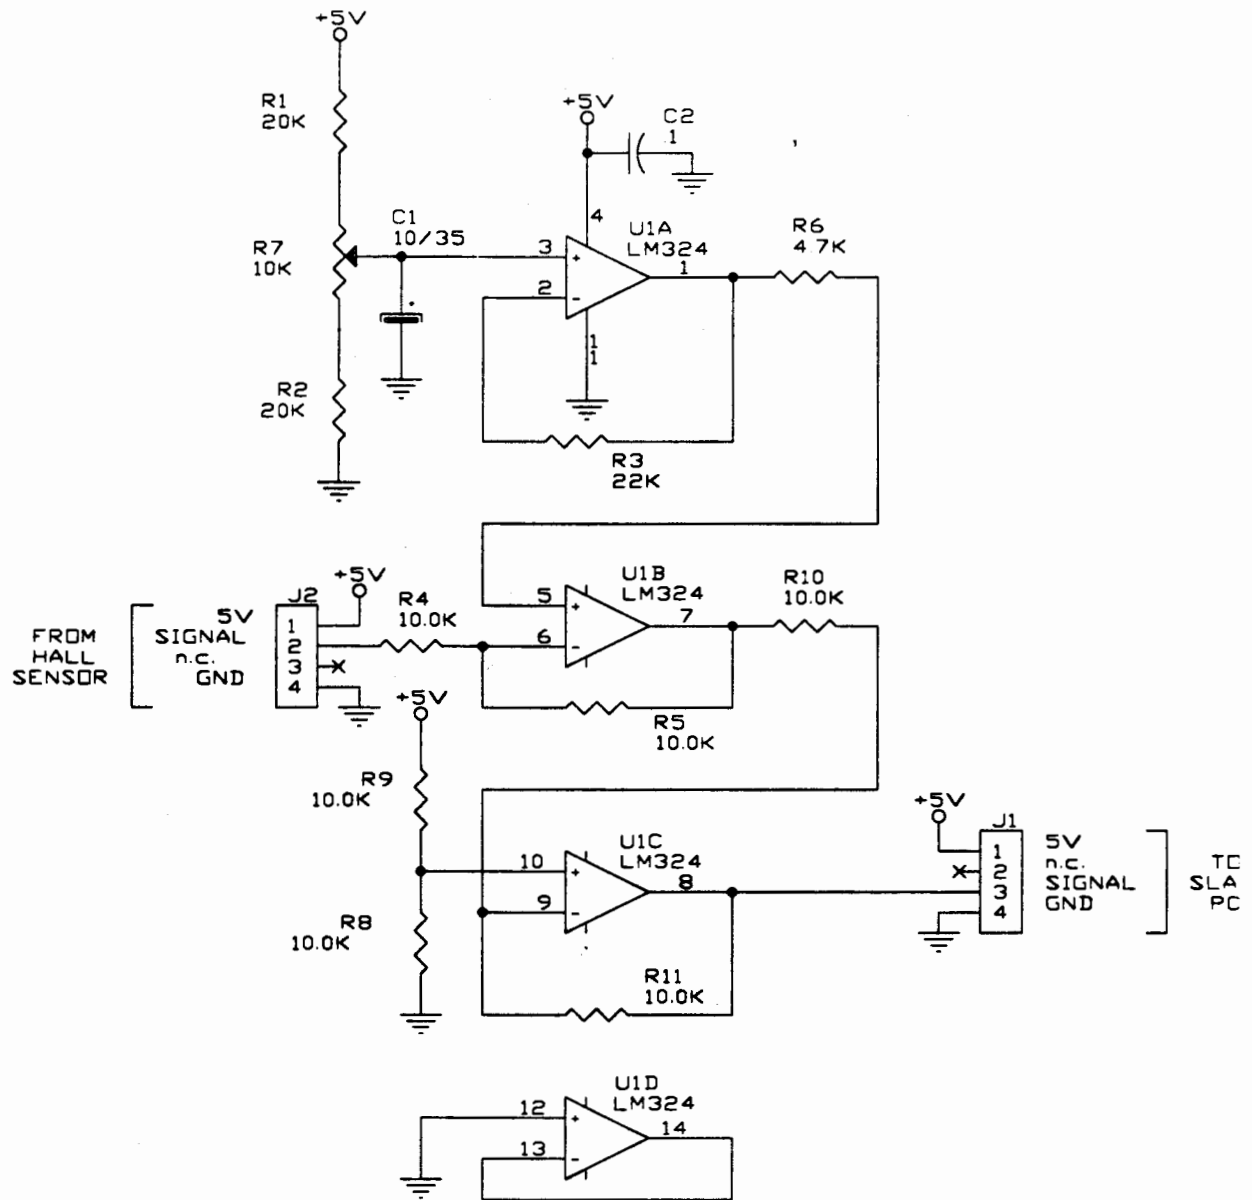 +5V
R1
20K
+5V
C2
1
4
C1
10/35
U1A
LM324
R6
4.7K
R7
10K
3
+
1
2
-
1
1
R2
20K
R3
22K
+5V
U1B
LM324
R10
10.0K
J2
R4
10.0K
5V
SIGNAL
n.c.
GND
FROM
HALL
SENSOR
1
2
3
4
5
+
7
6
-
+5V
R5
10.0K
R9
10.0K
+5V
J1
U1C
LM324
10
+
8
9
-
1
2
3
4
5V
n.c.
SIGNAL
GND
SLA
PC
R8
10.0K
R11
10.0K
U1D
LM324
12
+
14
13
-